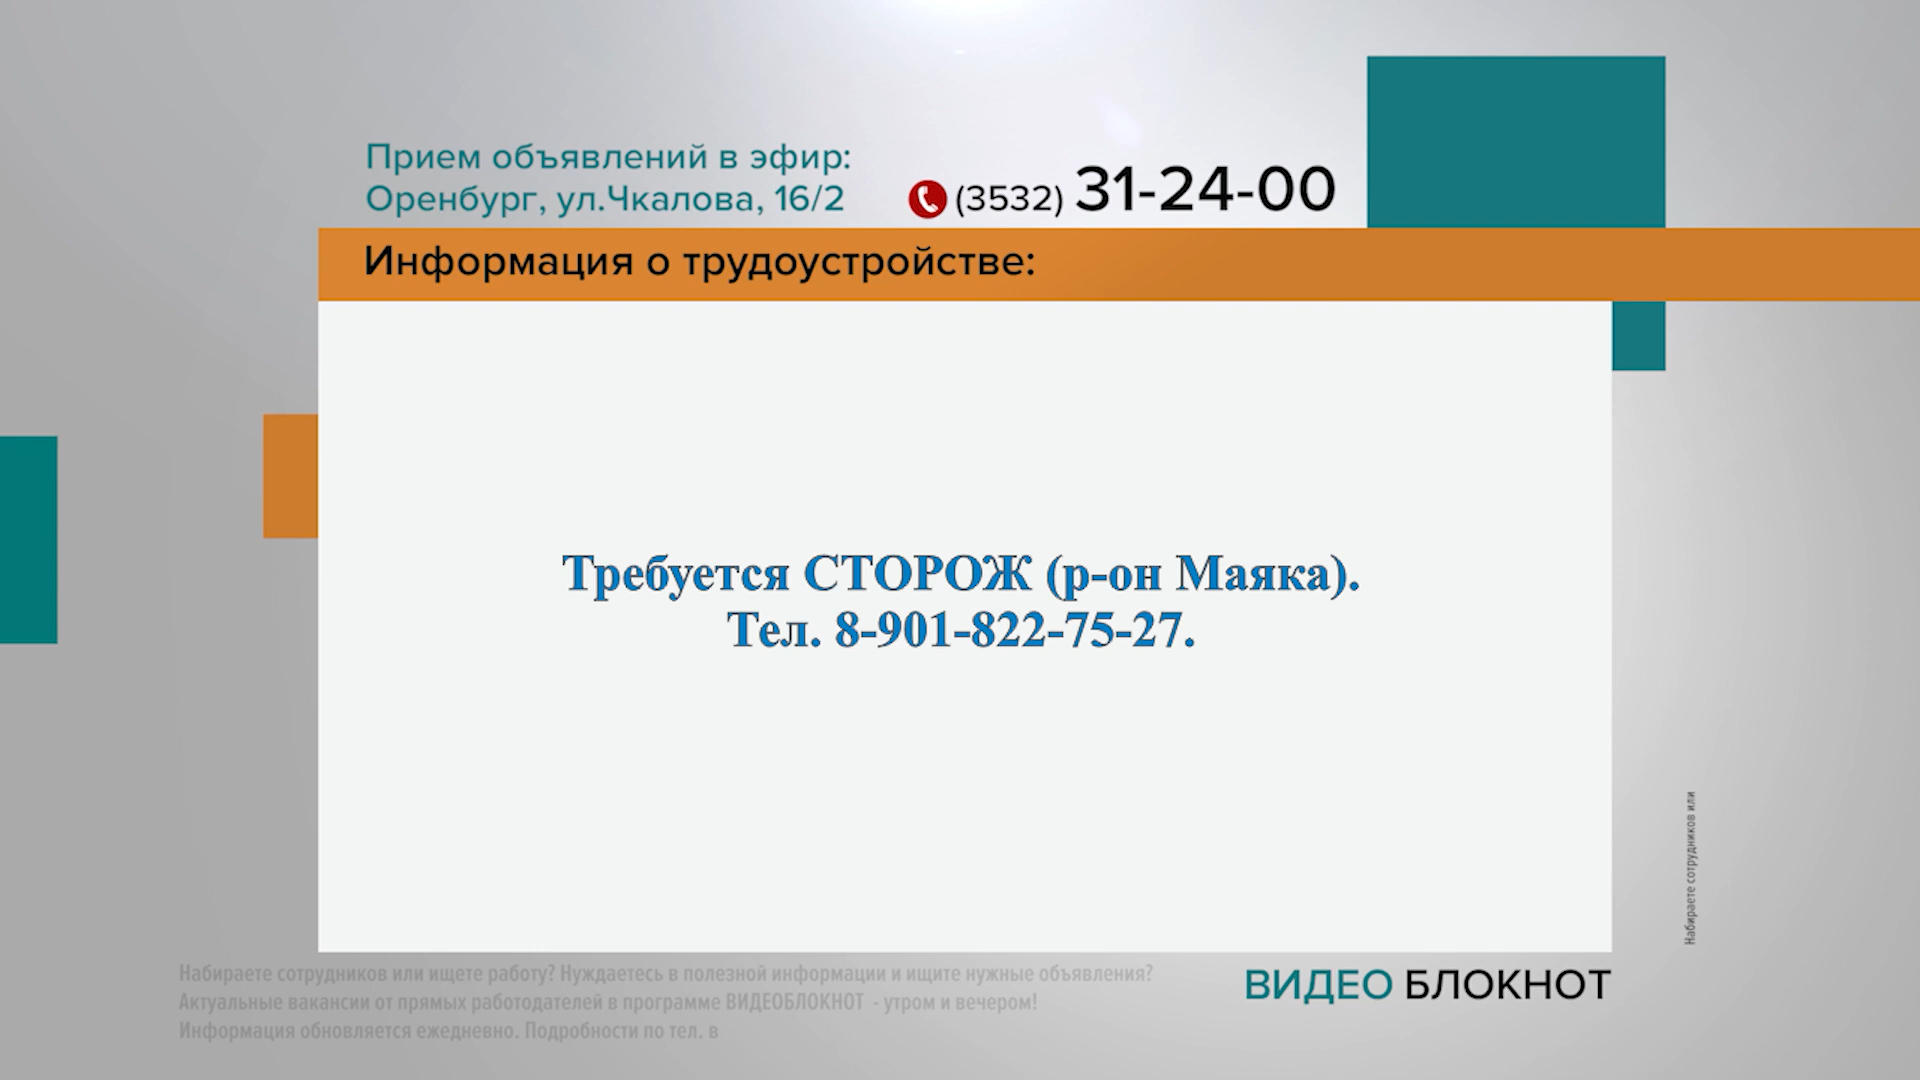 Прием объявлений в эфир:
Оренбург, ул.Чкалова, 16/2
(3532) 31-24-00
Информация о трудоустройстве:
Требуется СТОРОЖ (р-он Маяка).
Тел. 8-901-822-75-27.
Набираете сотрудников или
Набираете сотрудников или ищете работу? Нуждаетесь в полезной информации и ищите нужные объявления?
Актуальные вакансии от прямых работодателей в программе ВИДЕОБЛОКНОТ - утром и вечером!
Информация обновляется ежедневно. Подробности по тел. в
ВИДЕО БЛОКНОТ